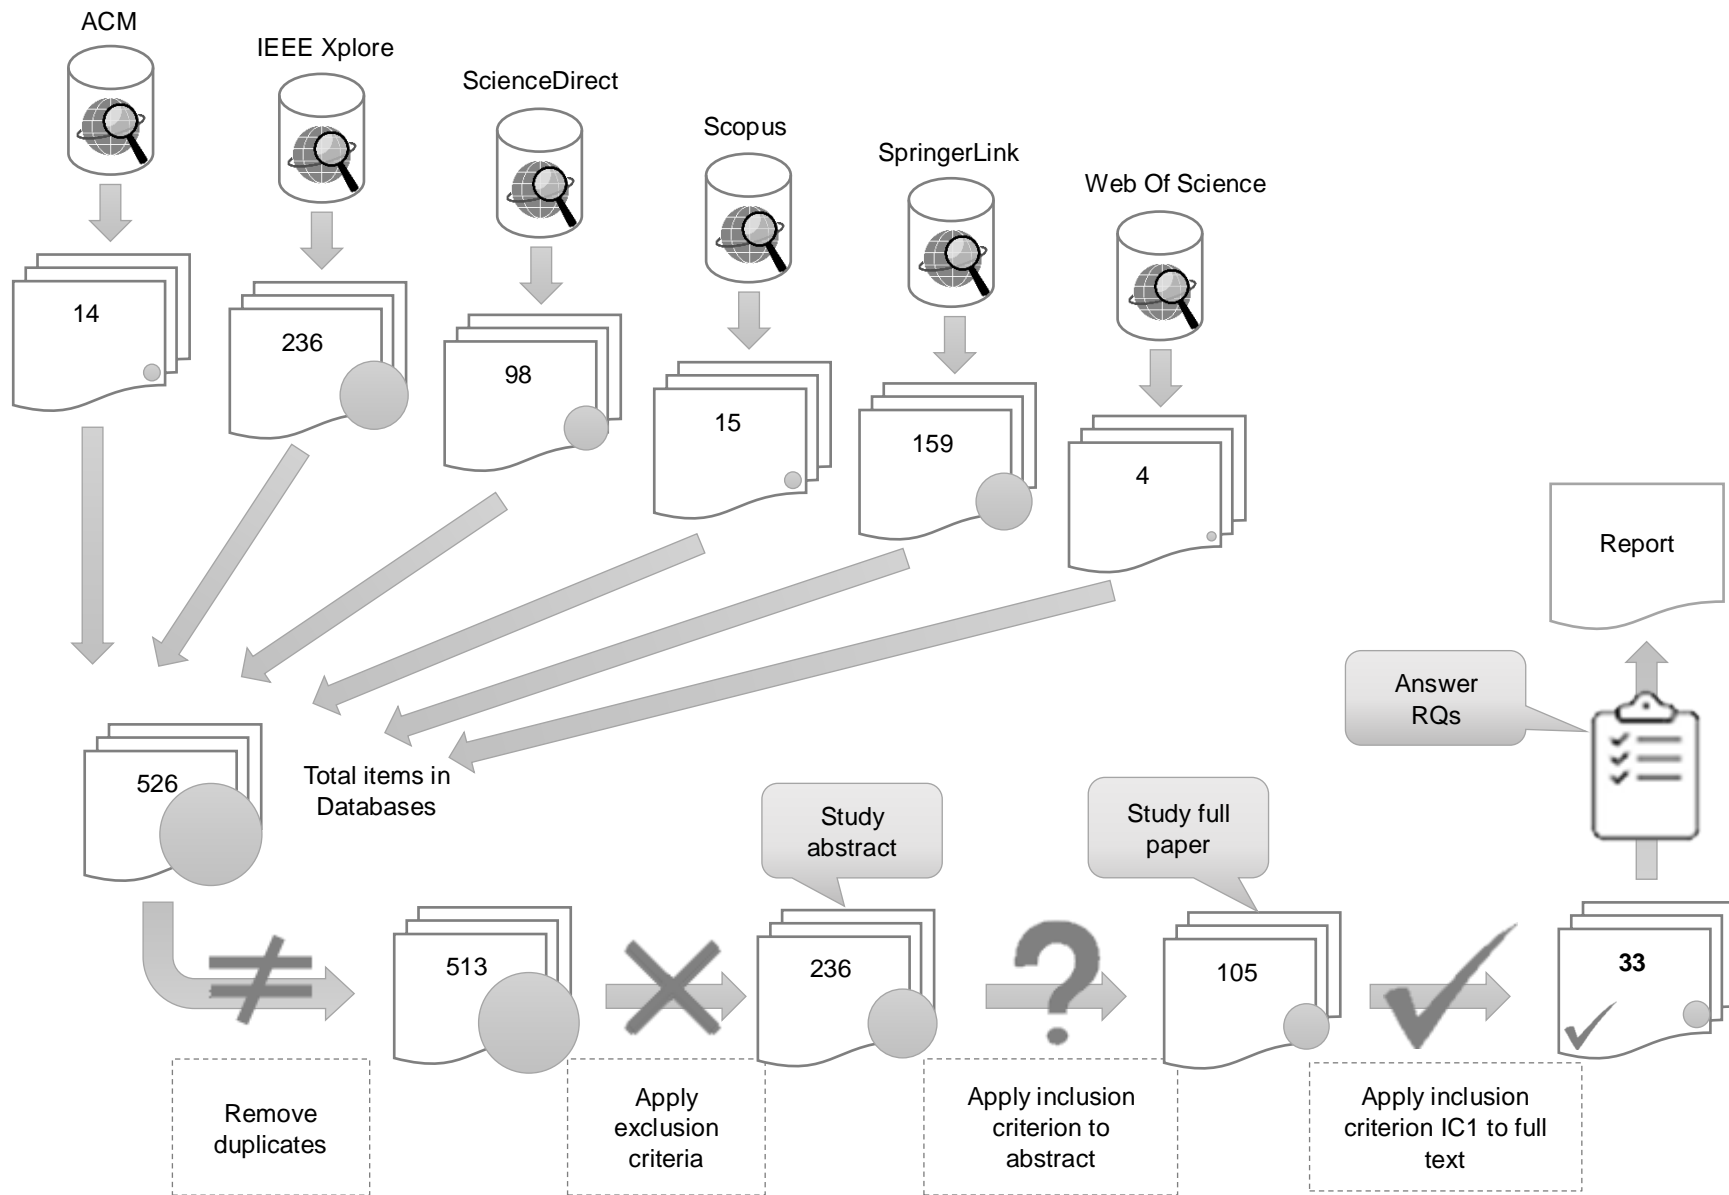 ACM
IEEE Xplore
ScienceDirect
Scopus
SpringerLink
Web Of Science
14
236
98
15
159
4
Report
Answer
RQs
526
Total items in
Databases
Study
abstract
Study full
paper
513
236
105
33
Remove
duplicates
Apply
exclusion
criteria
Apply inclusion
criterion to
abstract
Apply inclusion
criterion IC1 to full
text